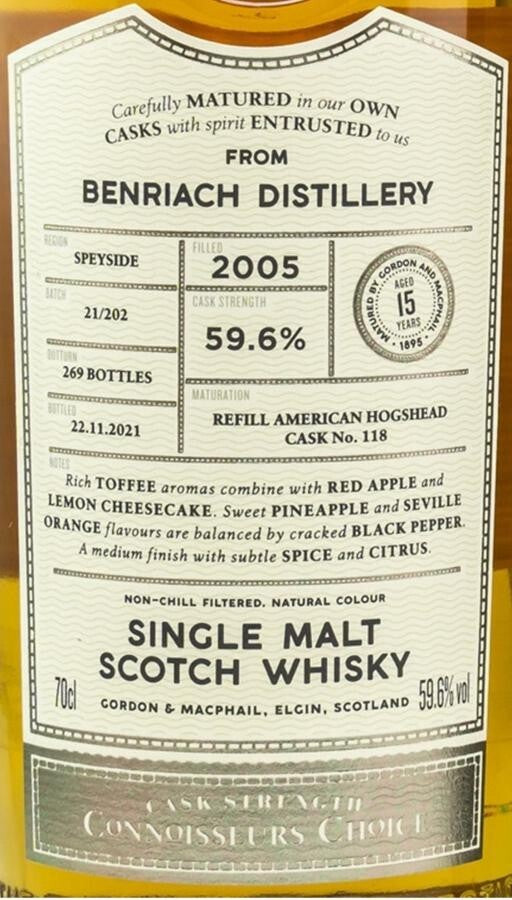 Carefully MATURED in our OWN
CASKS with spirit ENTRUSTED to us
FROM
BENRIACH DISTILLERY
REGION
SPEYSIDE
BATCH
21/202
OUTTURN
269 BOTTLES
BOTTLED
22.11.2021
FILLED
2005
CASK STRENGTH
59.6%
MATURED BY GORDON AND MACPHAIL
AGED
15
YEARS
· 1895 ·
MATURATION
REFILL AMERICAN HOGSHEAD
CASK No. 118
NOTES
Rich TOFFEE aromas combine with RED APPLE and
LEMON CHEESECAKE. Sweet PINEAPPLE and SEVILLE
ORANGE flavours are balanced by cracked BLACK PEPPER.
A medium finish with subtle SPICE and CITRUS.
NON-CHILL FILTERED. NATURAL COLOUR
SINGLE MALT
SCOTCH WHISKY
70cl
GORDON & MACPHAIL, ELGIN, SCOTLAND
59.6% vol
CASK STRENGTH
CONNOISSEURS CHOICE